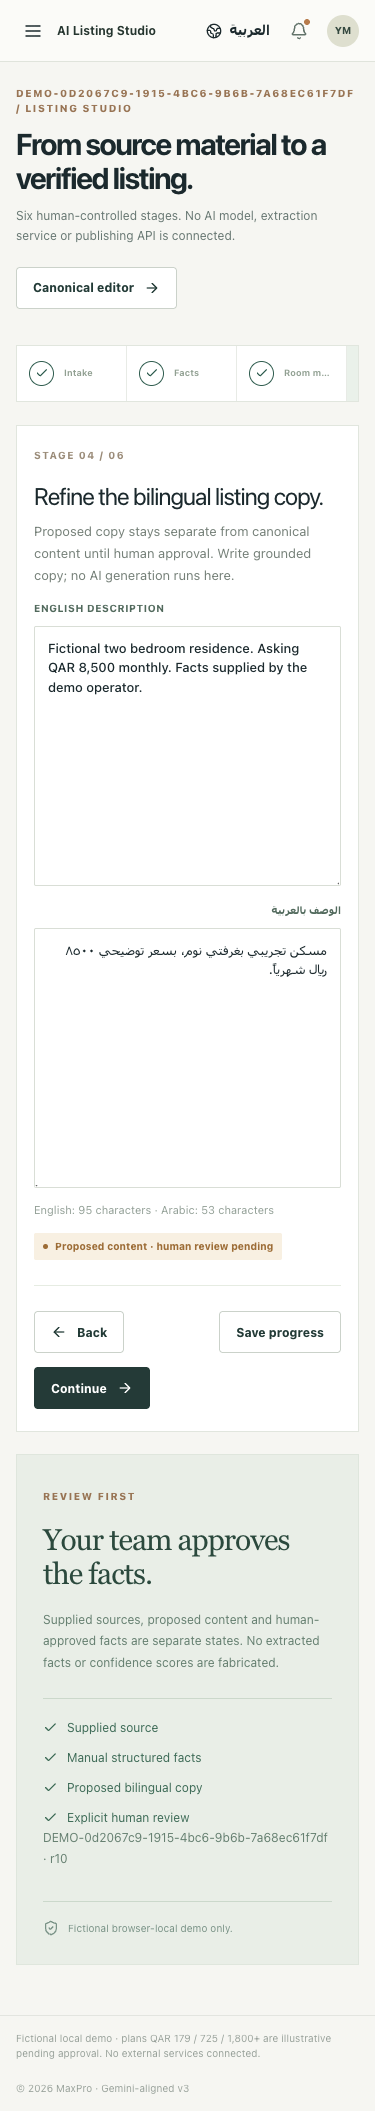 AI Listing Studio
العربية
YM
DEMO-0D2067C9-1915-4BC6-9B6B-7A68EC61F7DF
/ LISTING STUDIO
From source material to a
verified listing.
Six human-controlled stages. No AI model, extraction
service or publishing API is connected.
Canonical editor
Intake
Facts
Room m...
STAGE 04 / 06
Refine the bilingual listing copy.
Proposed copy stays separate from canonical
content until human approval. Write grounded
copy; no AI generation runs here.
ENGLISH DESCRIPTION
Fictional two bedroom residence. Asking
QAR 8,500 monthly. Facts supplied by the
demo operator.
الوصف بالعربية
مسكن تجريبي بغرفتي نوم، بسعر توضيحي ٨٥٠٠
ريال شهرياً.
English: 95 characters · Arabic: 53 characters
Proposed content · human review pending
Back
Save progress
Continue
REVIEW FIRST
Your team approves
the facts.
Supplied sources, proposed content and human-
approved facts are separate states. No extracted
facts or confidence scores are fabricated.
Supplied source
Manual structured facts
Proposed bilingual copy
Explicit human review
DEMO-0d2067c9-1915-4bc6-9b6b-7a68ec61f7df
· r10
Fictional browser-local demo only.
Fictional local demo · plans QAR 179 / 725 / 1,800+ are illustrative
pending approval. No external services connected.
© 2026 MaxPro · Gemini-aligned v3